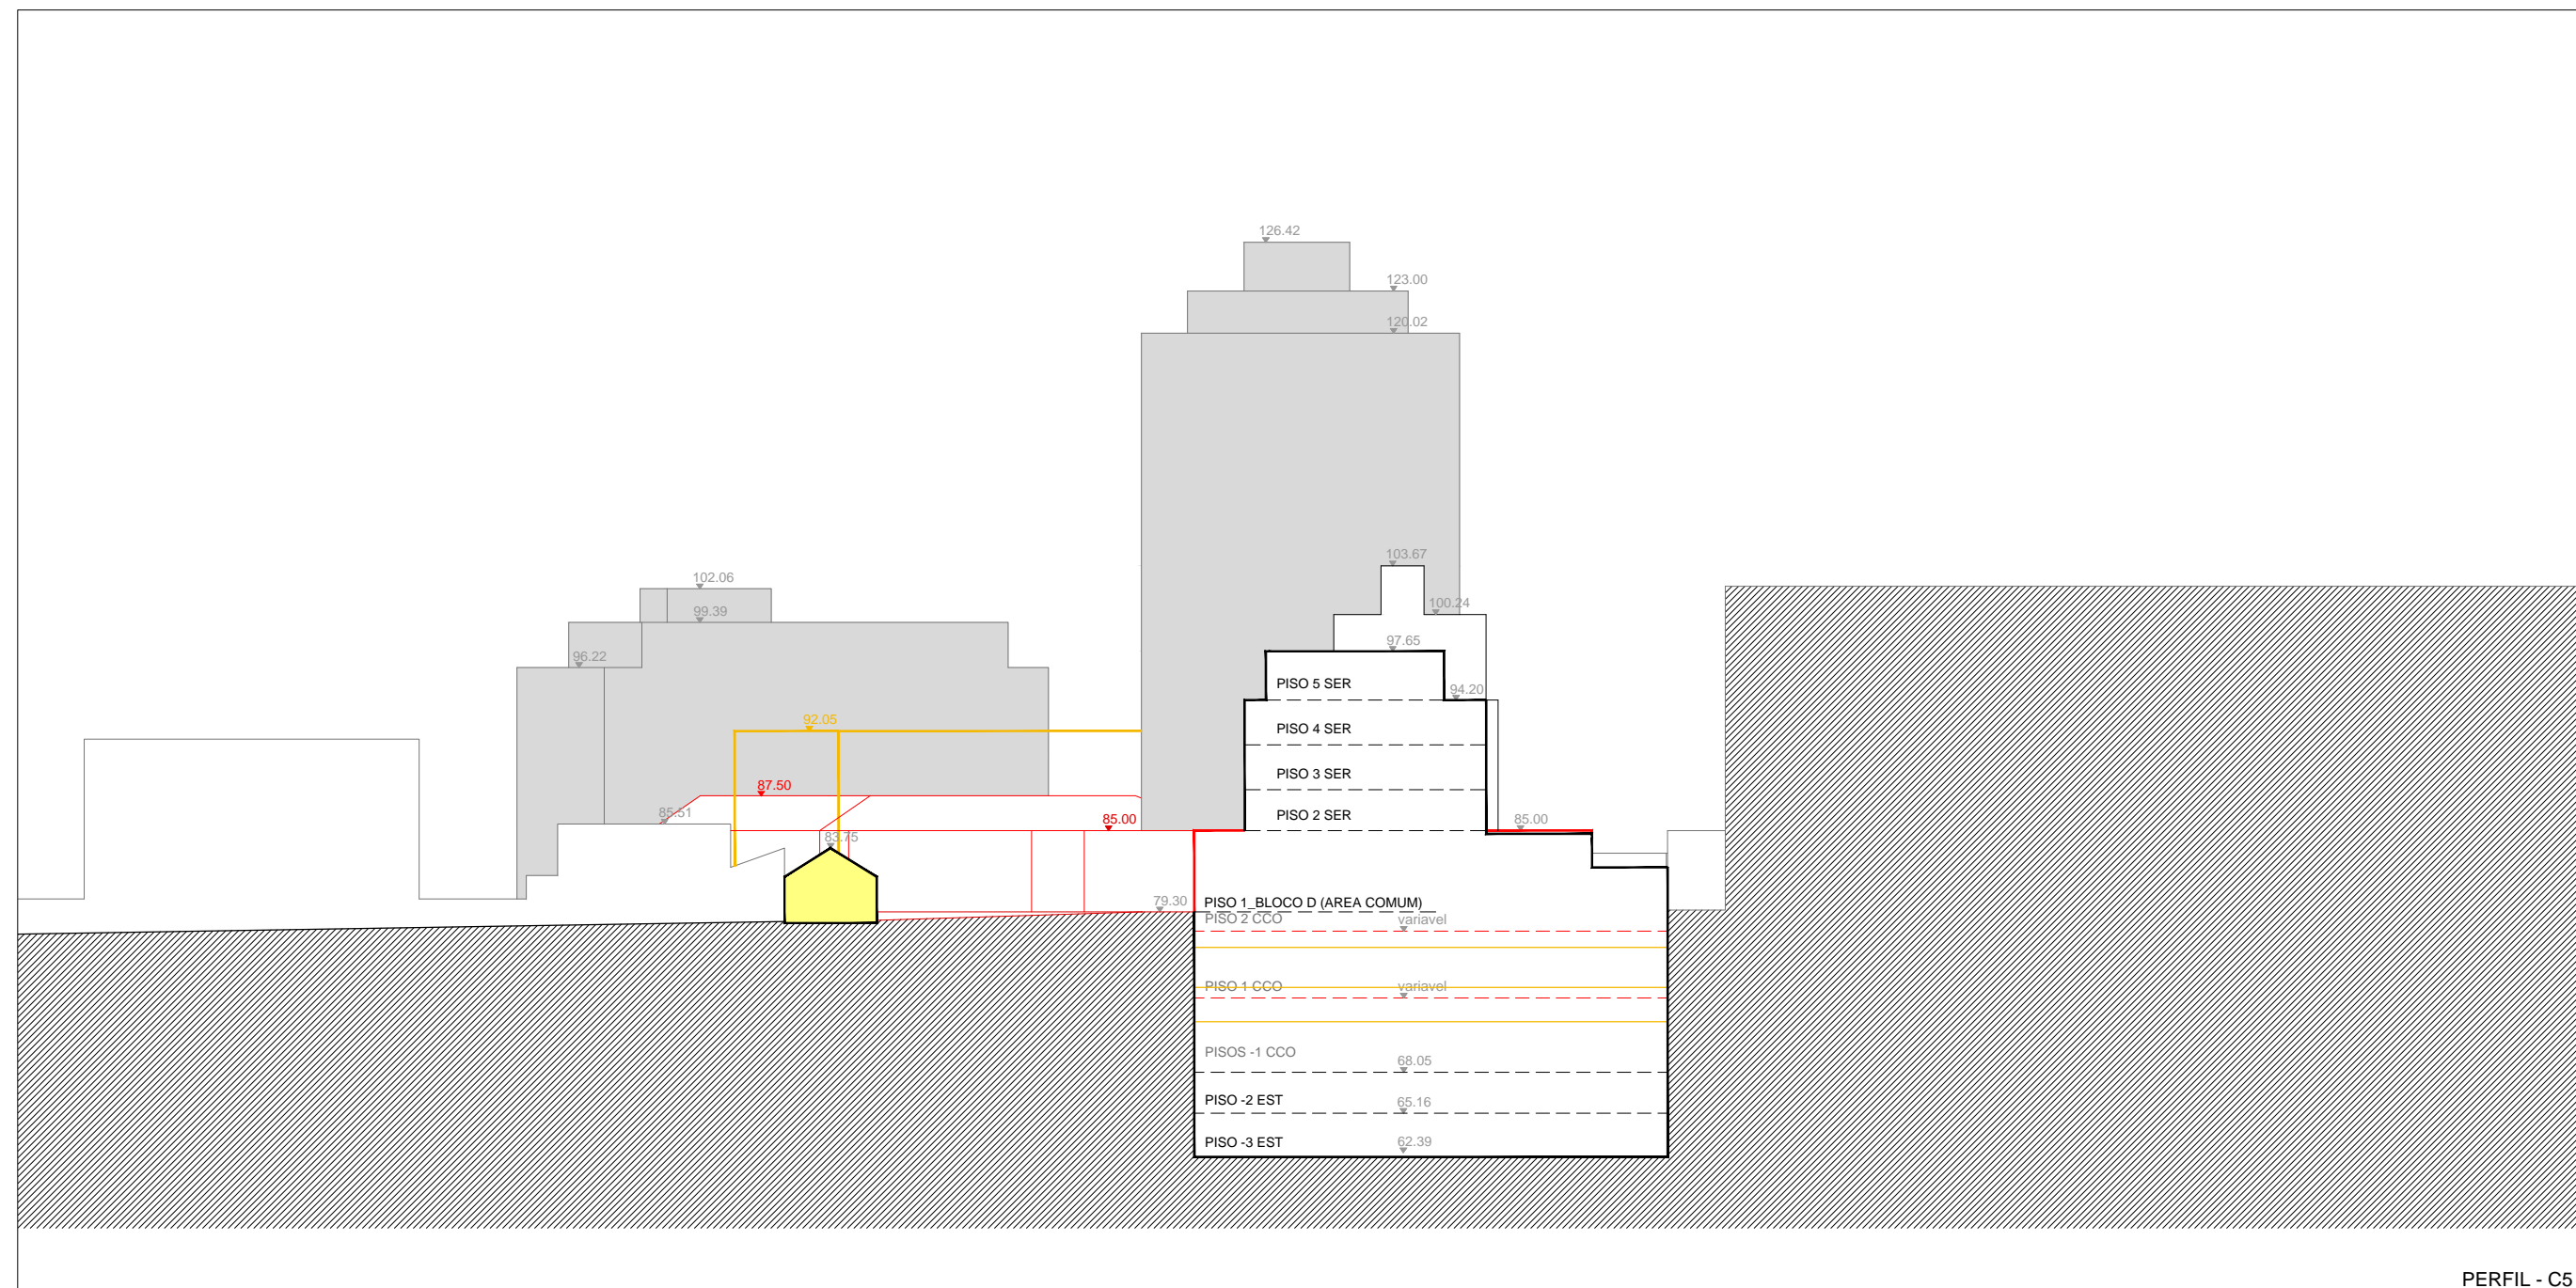 126.42
123.00
120.02
103.67
102.06
100.24
99.39
97.65
96.22
PISO 5 SER
94.20
92.05
PISO 4 SER
PISO 3 SER
87.50
85.51
PISO 2 SER
85.00
85.00
83.75
79.30
PISO 1_BLOCO D (AREA COMUM)
PISO 2 CCO variavel
PISO 1 CCO variavel
PISOS -1 CCO
68.05
PISO -2 EST 65.16
PISO -3 EST 62.39
PERFIL - C5